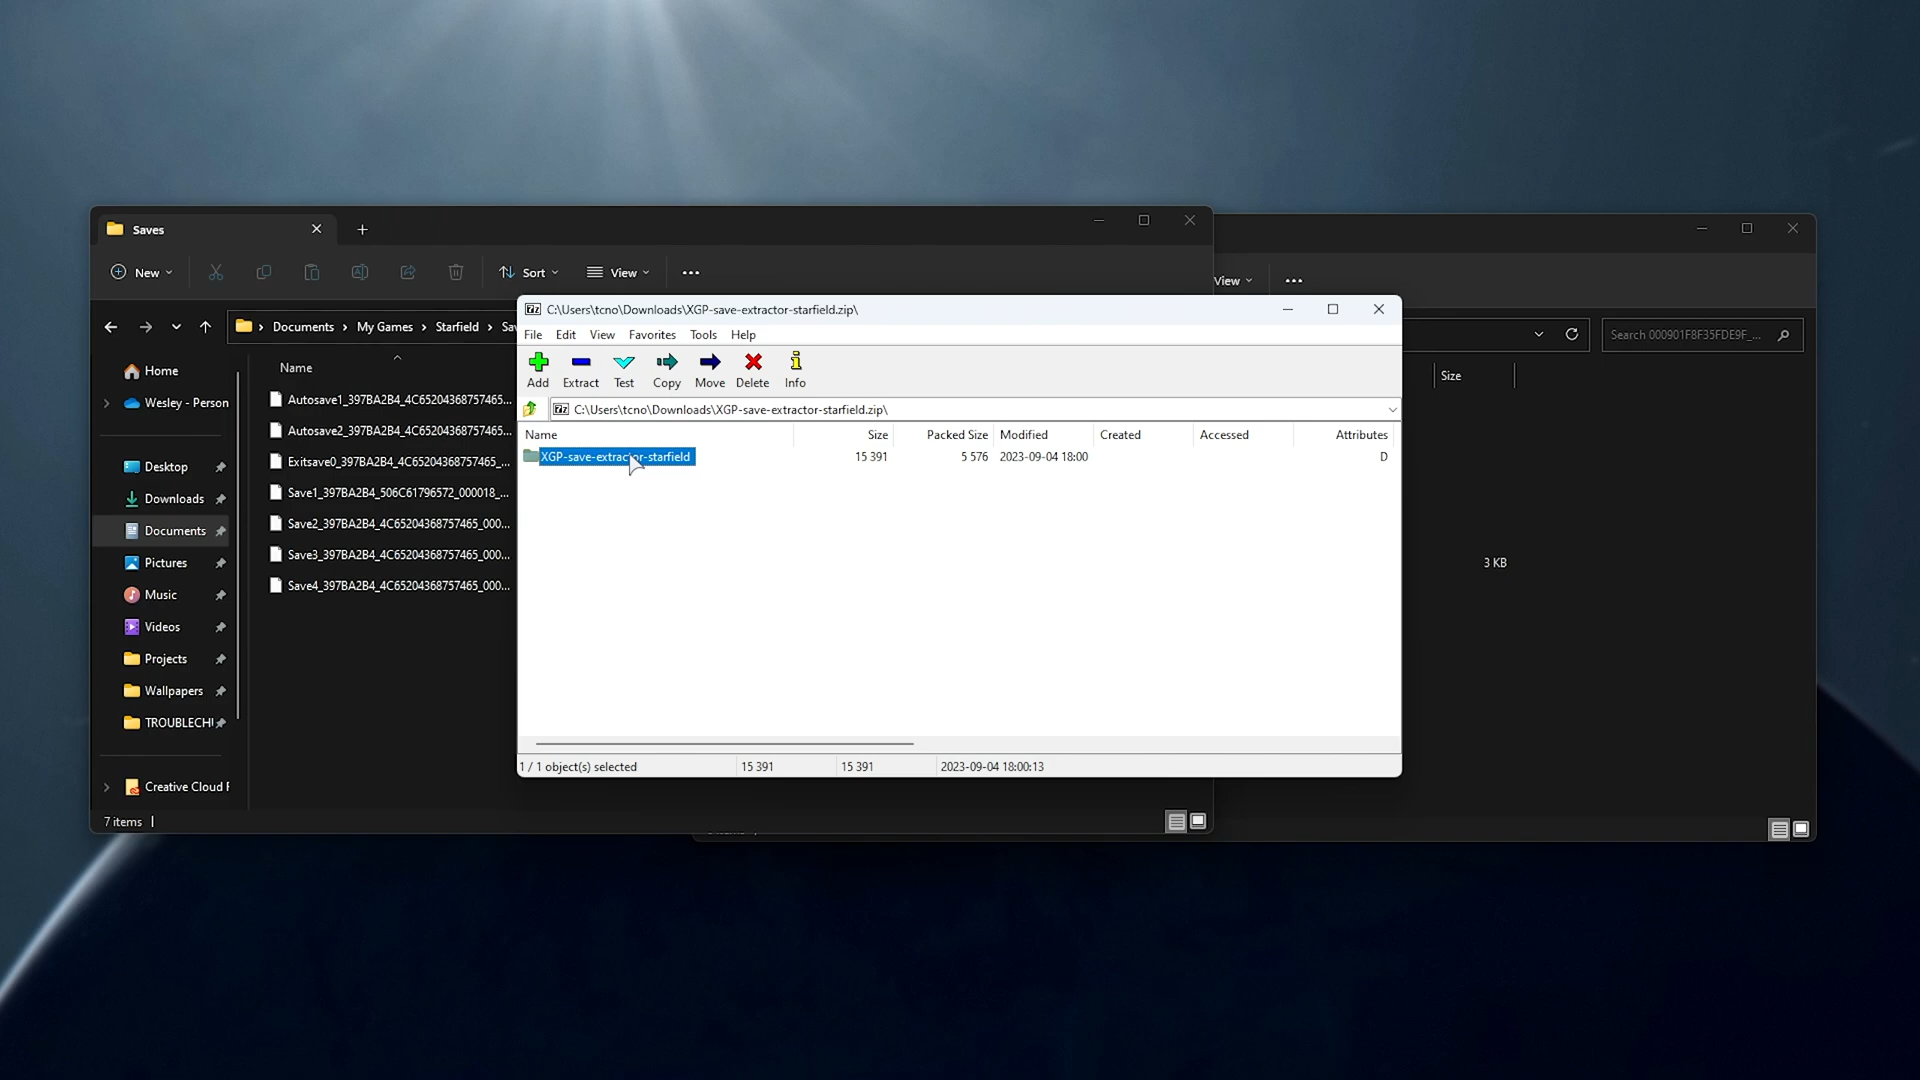 Saves
New
Sort
View
Documents
My Games
Starfield
Name
Home
Wesley - Person
Desktop
Downloads
Documents
Pictures
Music
Videos
Projects
Wallpapers
TROUBLECH
Creative Cloud F
Autosave1_397BA2B4_4C65204368757465...
Autosave2_397BA2B4_4C65204368757465...
Exitsave0_397BA2B4_4C65204368757465_...
Save1_397BA2B4_506C61796572_000018_...
Save2_397BA2B4_4C65204368757465_000...
Save3_397BA2B4_4C65204368757465_000...
Save4_397BA2B4_4C65204368757465_000...
7 items
C:\Users\tcno\Downloads\XGP-save-extractor-starfield.zip\
File Edit View Favorites Tools Help
Add Extract Test Copy Move Delete Info
C:\Users\tcno\Downloads\XGP-save-extractor-starfield.zip\
Name Size Packed Size Modified Created Accessed Attributes
XGP-save-extractor-starfield 15 391 5 576 2023-09-04 18:00 D
1 / 1 object(s) selected 15 391 15 391 2023-09-04 18:00:13
View
Search 000901F8F35FDE9F_...
Size
3 KB